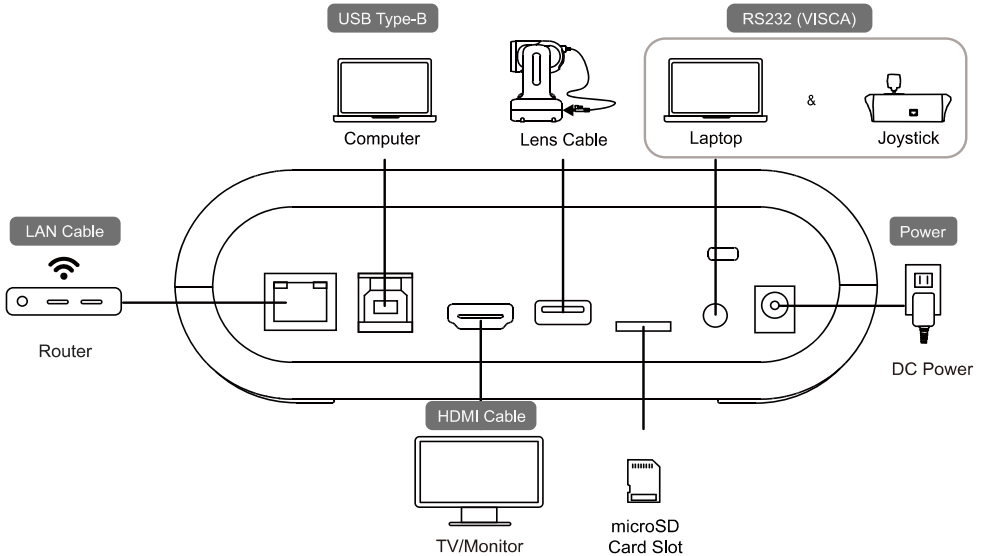 USB Type-B
RS232 (VISCA)
Computer
Lens Cable
Laptop
&
Joystick
LAN Cable
Power
Router
DC Power
HDMI Cable
TV/Monitor
microSD
Card Slot